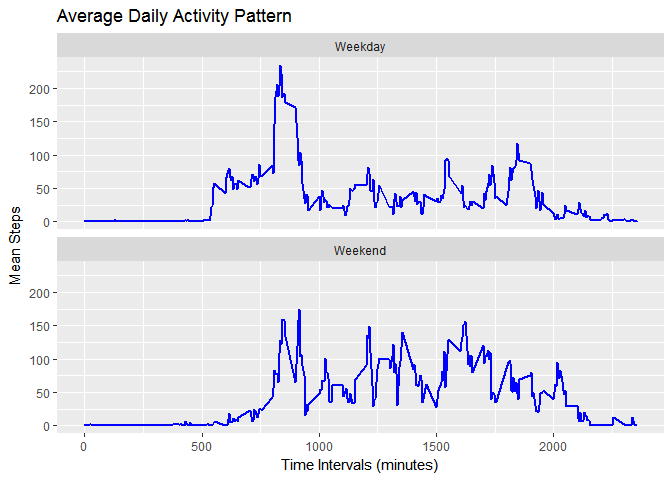 Average Daily Activity Pattern
Weekday
200
150
100
50
0
Weekend
200
150
100
50
0
Mean Steps
0 500 1000 1500 2000
Time Intervals (minutes)